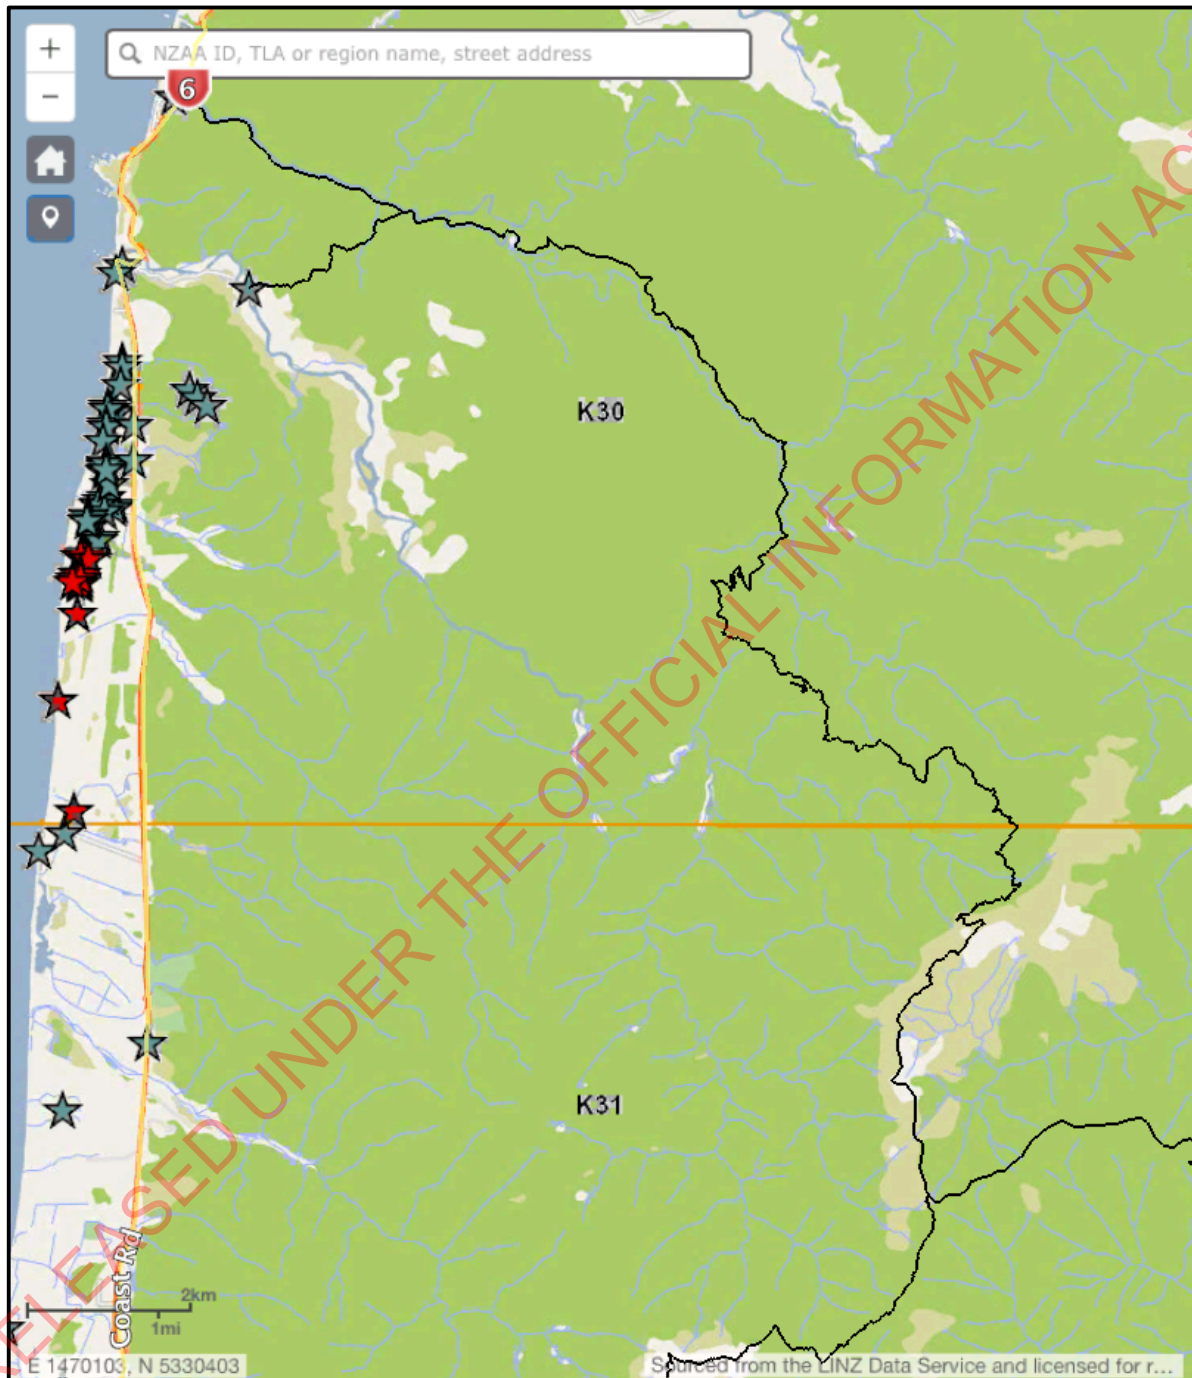 +
NZAA ID, TLA or region name, street address
−
6
K30
K31
Coast Rd
2km
1mi
E 1470103, N 5330403
Sourced from the LINZ Data Service and licensed for r...
RELEASED UNDER THE OFFICIAL INFORMATION ACT